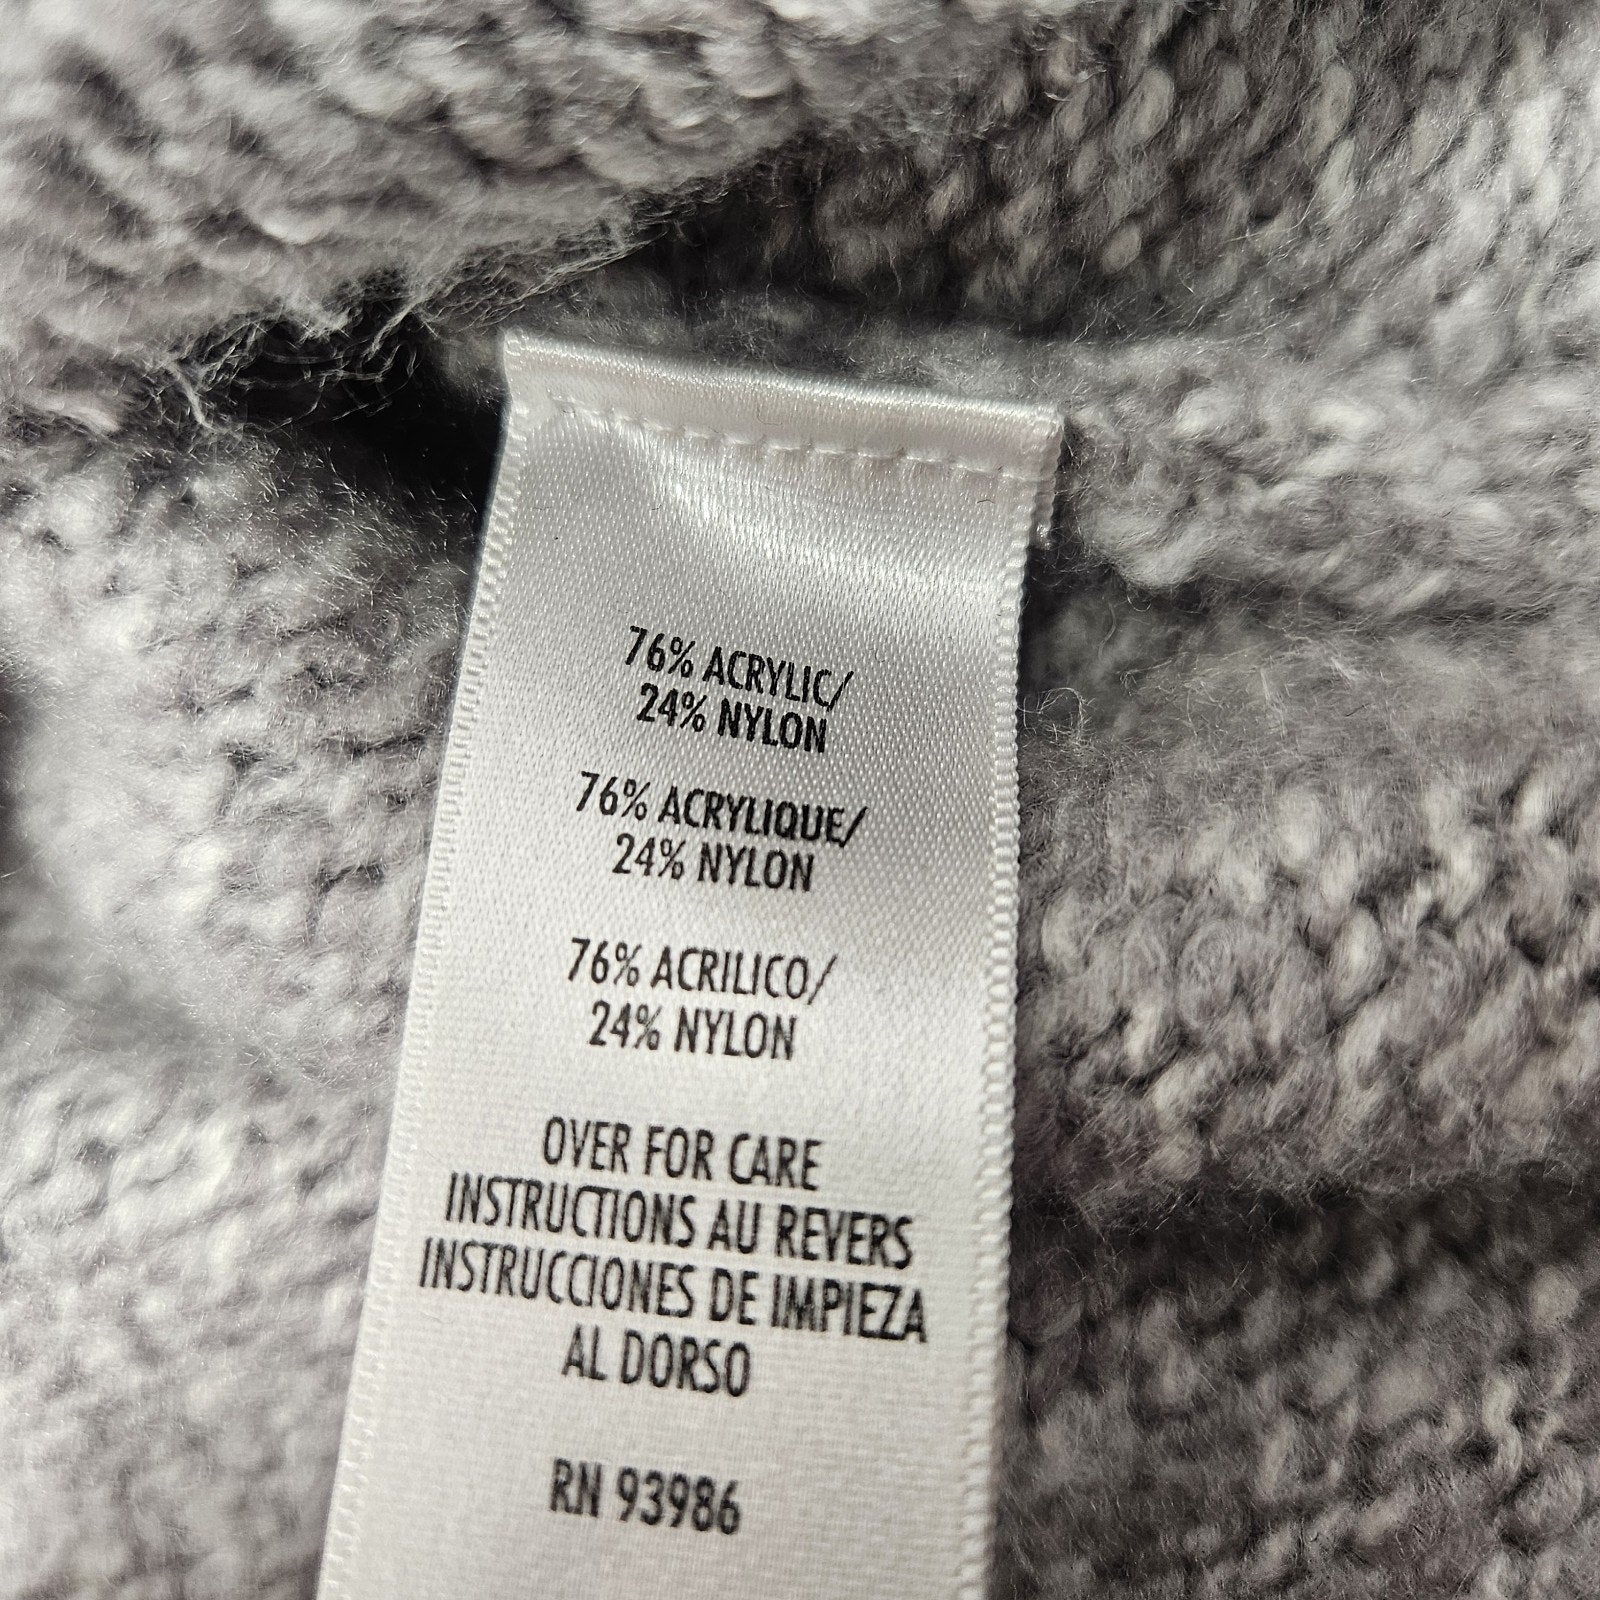 76% ACRYLIC/
24% NYLON
76% ACRYLIQUE/
24% NYLON
76% ACRILICO/
24% NYLON
OVER FOR CARE
INSTRUCTIONS AU REVERS
INSTRUCCIONES DE IMPIEZA
AL DORSO
RN 93986